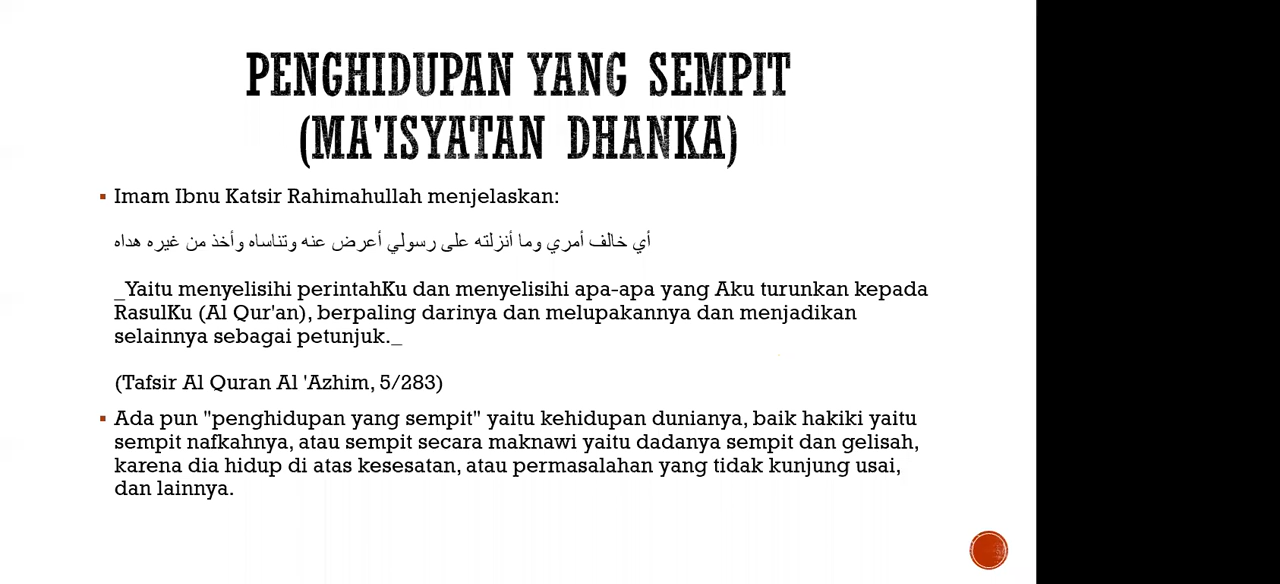 PENGHIDUPAN YANG SEMPIT
(MA'ISYATAN DHANKA)
▪ Imam Ibnu Katsir Rahimahullah menjelaskan:
أي خالف أمري وما أنزلته على رسولي أعرض عنه وتناساه وأخذ من غيره هداه
_Yaitu menyelisihi perintahKu dan menyelisihi apa-apa yang Aku turunkan kepada
RasulKu (Al Qur'an), berpaling darinya dan melupakannya dan menjadikan
selainnya sebagai petunjuk._
(Tafsir Al Quran Al 'Azhim, 5/283)
▪ Ada pun "penghidupan yang sempit" yaitu kehidupan dunianya, baik hakiki yaitu
sempit nafkahnya, atau sempit secara maknawi yaitu dadanya sempit dan gelisah,
karena dia hidup di atas kesesatan, atau permasalahan yang tidak kunjung usai,
dan lainnya.